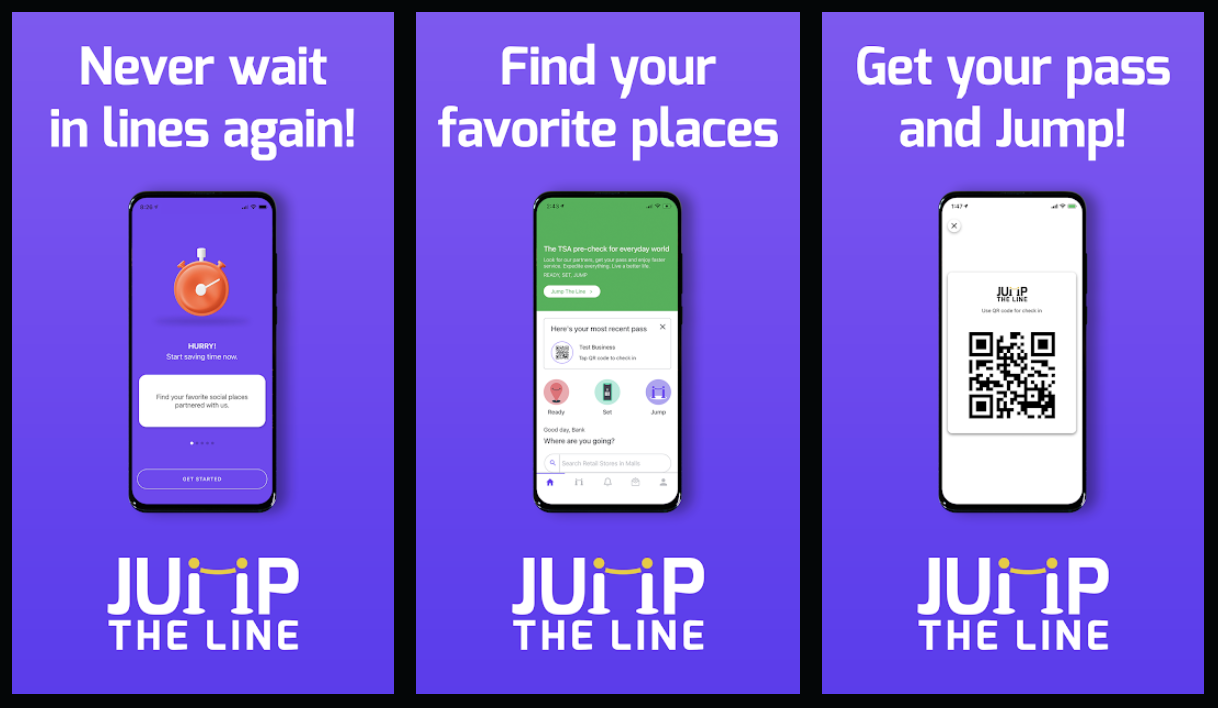 Never wait
in lines again!
6:26
HURRY!
Start saving time now.
Find your favorite social places
partnered with us.
GET STARTED
JUMP
THE LINE
Find your
favorite places
1:45
The TSA pre-check for everyday world
Look for our partners, get your pass and enjoy faster
service. Expedite everything. Live a better life.
READY, SET, JUMP
Jump The Line >
Here's your most recent pass
Test Business
Tap QR code to check in
Ready
Set
Jump
Good day, Bank
Where are you going?
Search Retail Stores in Malls
JUMP
THE LINE
Get your pass
and Jump!
1:47
JUMP
THE LINE
Use QR code for check in
JUMP
THE LINE